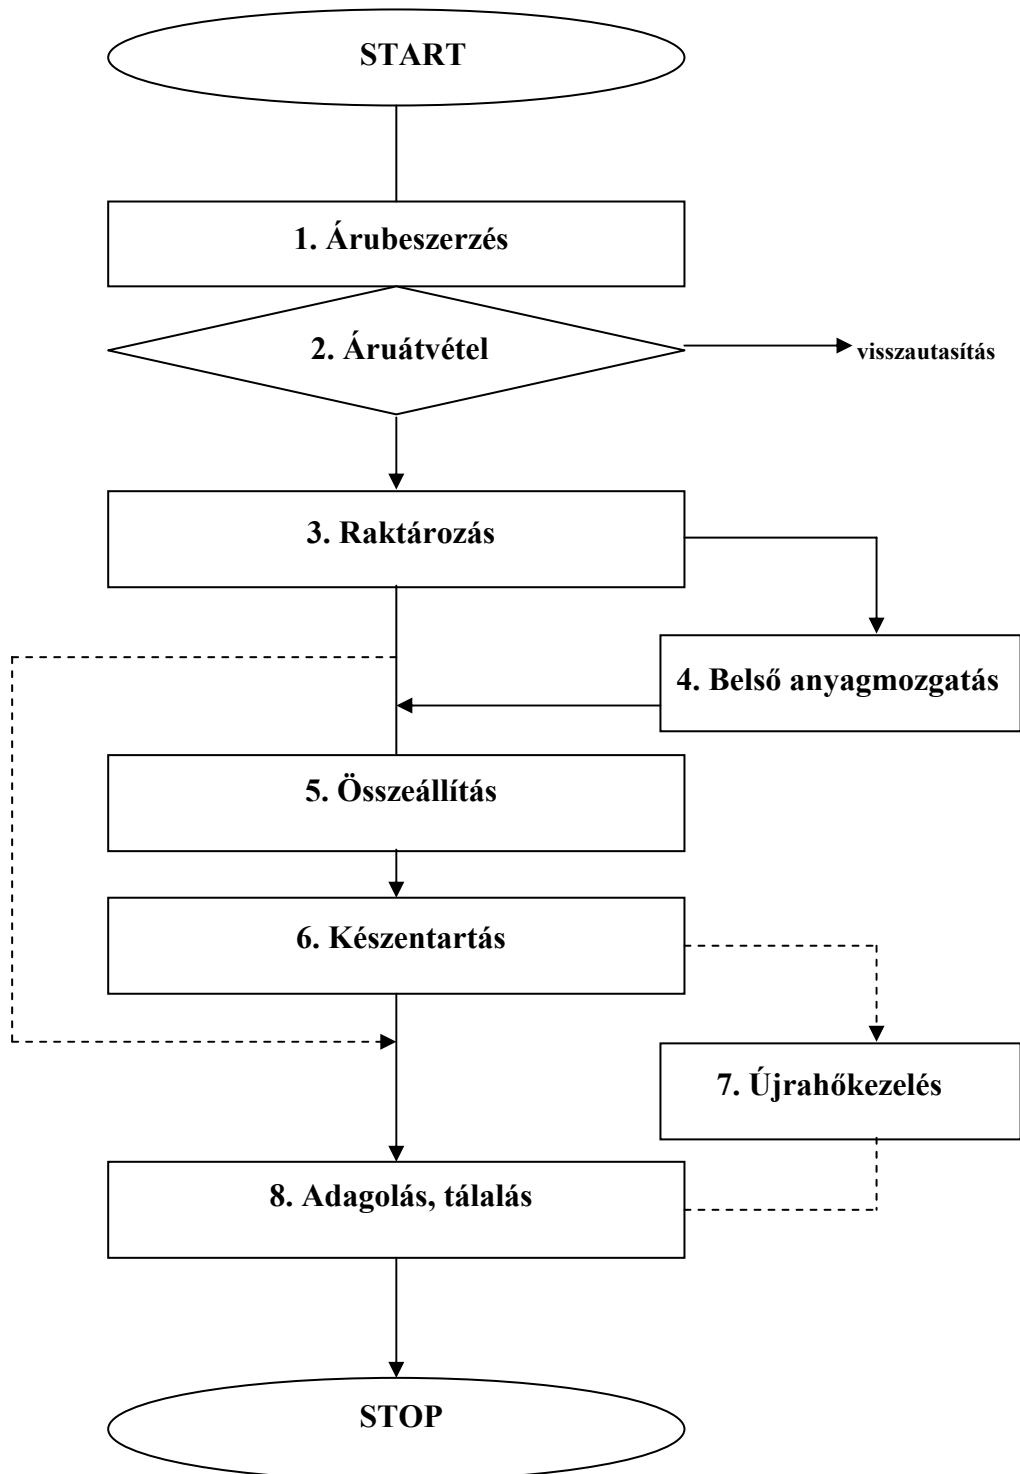 START
1. Árubeszerzés
2. Áruátvétel
visszautasítás
3. Raktározás
4. Belső anyagmozgatás
5. Összeállítás
6. Készentartás
7. Újrahőkezelés
8. Adagolás, tálalás
STOP